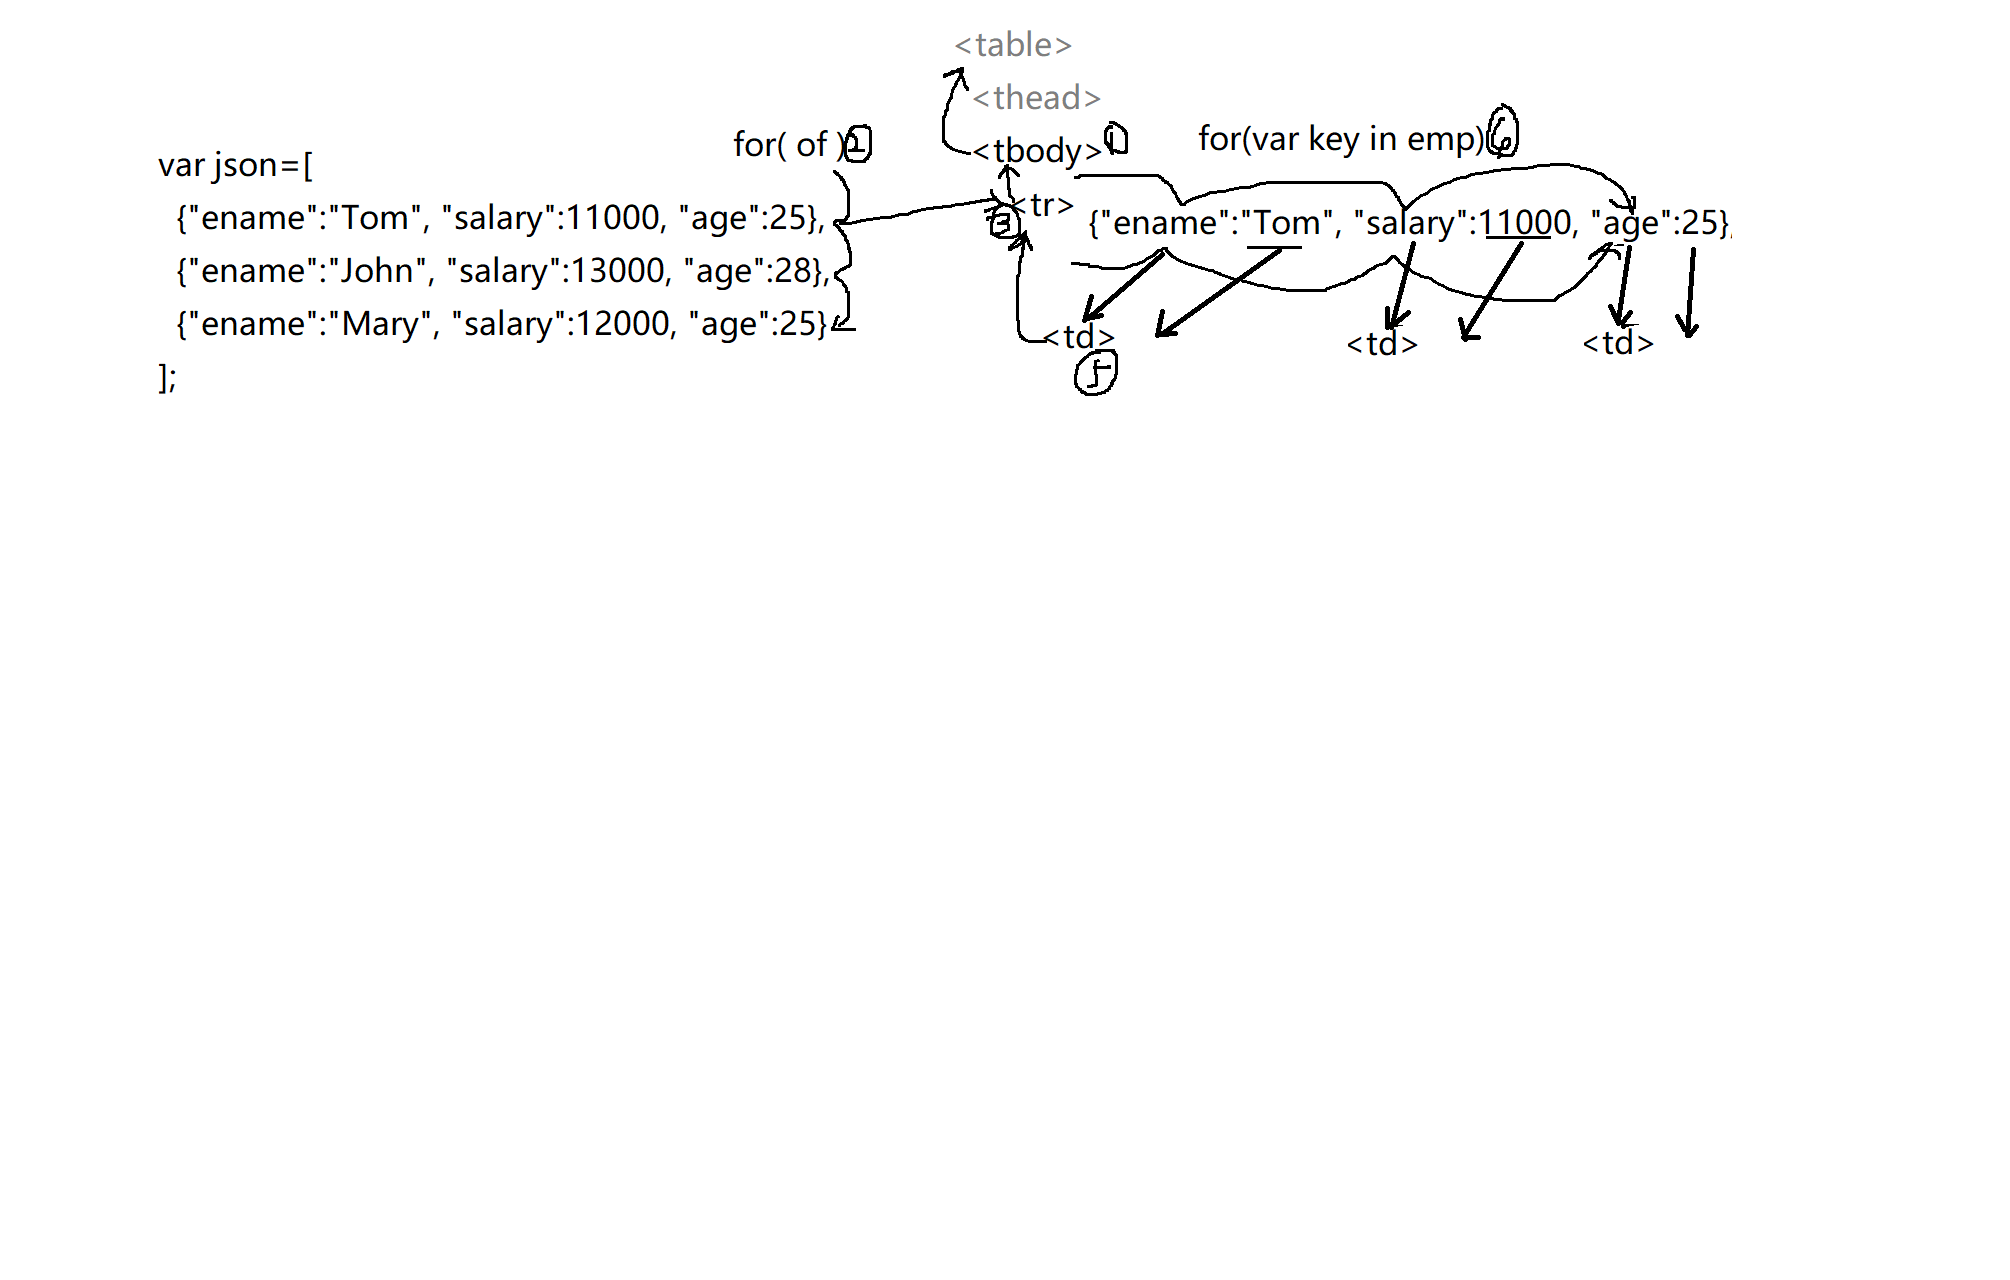 <table>
<thead>
for( of ) 2
<tbody> 1
for(var key in emp) 6
var json=[
{"ename":"Tom", "salary":11000, "age":25},
3 <tr> {"ename":"Tom", "salary":11000, "age":25},
{"ename":"John", "salary":13000, "age":28},
{"ename":"Mary", "salary":12000, "age":25}
<td> <td> <td>
5
];